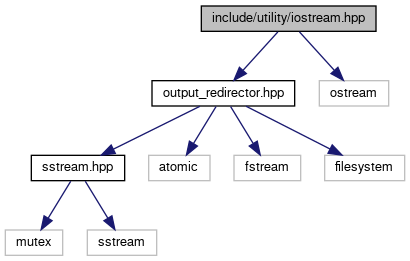 include/utility/iostream.hpp
output_redirector.hpp
ostream
sstream.hpp
atomic
fstream
filesystem
mutex
sstream